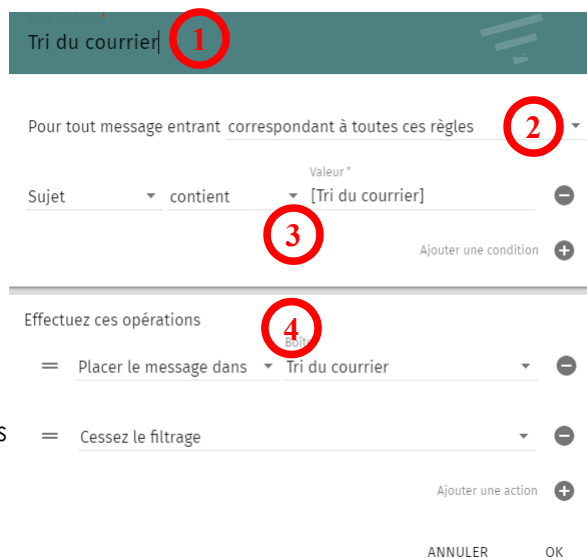 Tri du courrier
1
Pour tout message entrant correspondant à toutes ces règles
2
Valeur *
Sujet contient [Tri du courrier]
3
Ajouter une condition
Effectuez ces opérations
4
Placer le message dans Tri du courrier
s
Cessez le filtrage
Ajouter une action
ANNULER OK